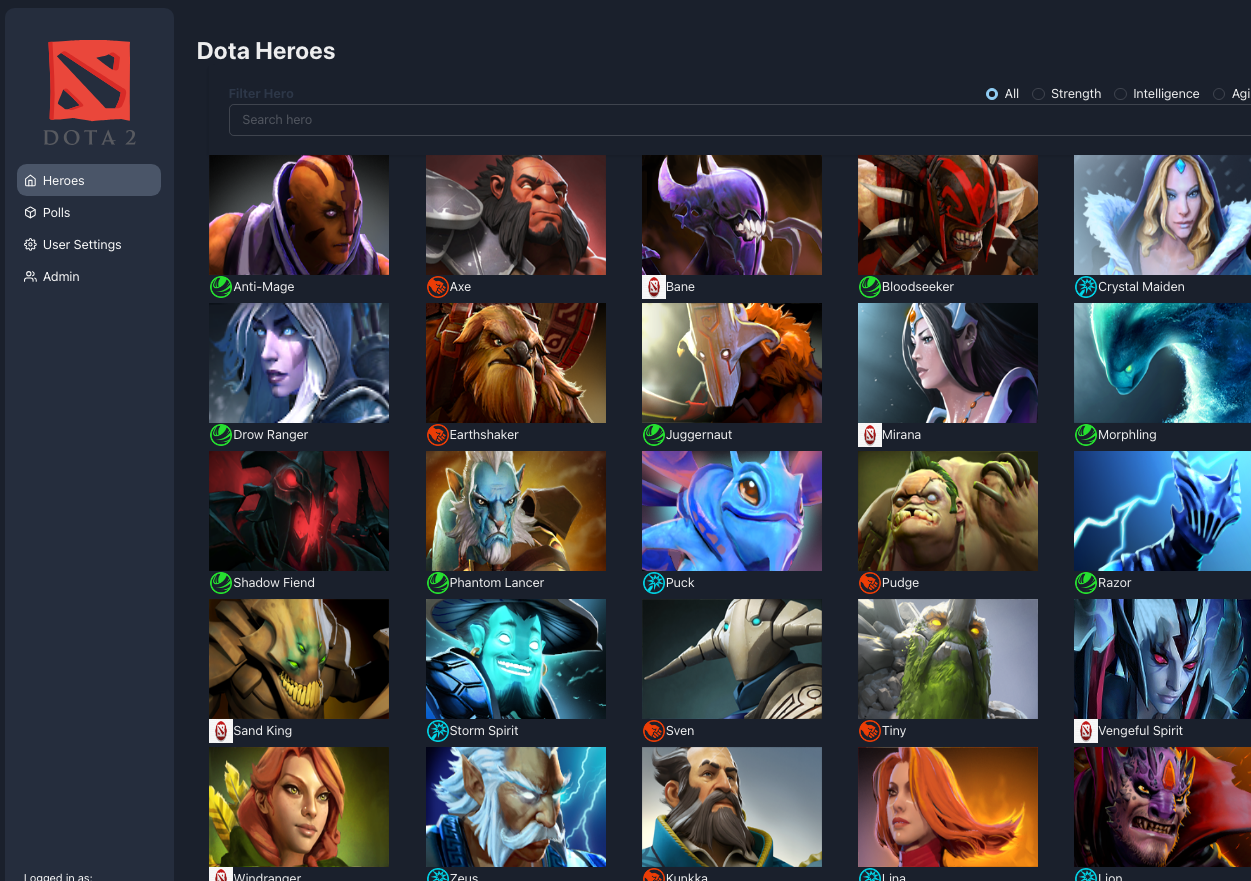 DOTA 2
Heroes
Polls
User Settings
Admin
Logged in as:
Dota Heroes
Filter Hero
All Strength Intelligence Agi
Search hero
Anti-Mage Axe Bane Bloodseeker Crystal Maiden
Drow Ranger Earthshaker Juggernaut Mirana Morphling
Shadow Fiend Phantom Lancer Puck Pudge Razor
Sand King Storm Spirit Sven Tiny Vengeful Spirit
Windranger Zeus Kunkka Lina Lion